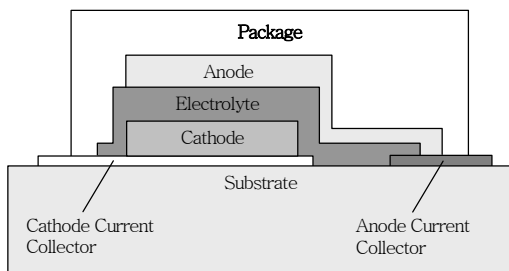 Package
Anode
Electrolyte
Cathode
Substrate
Cathode Current
Collector
Anode Current
Collector